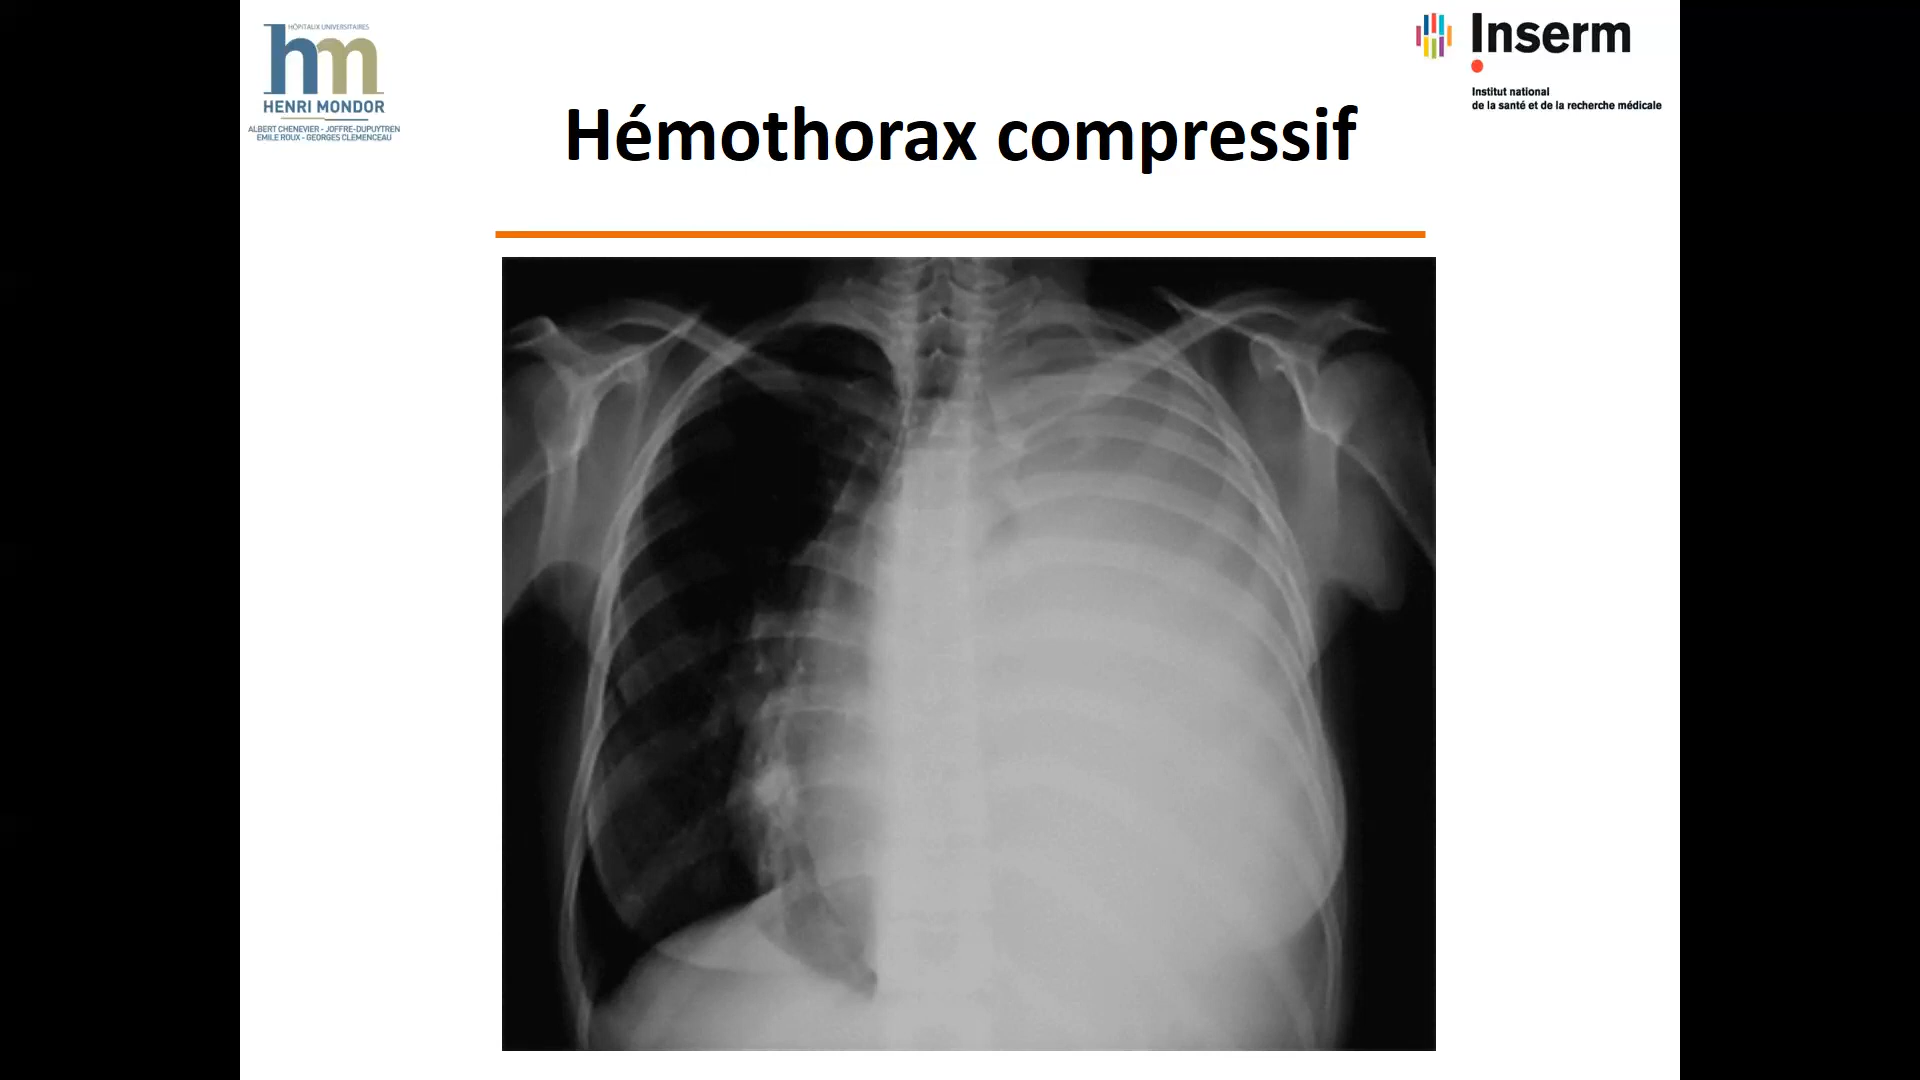 HÔPITAUX UNIVERSITAIRES
hm
HENRI MONDOR
ALBERT CHENEVIER - JOFFRE-DUPUYTREN
EMILE ROUX - GEORGES CLEMENCEAU
Inserm
Institut national
de la santé et de la recherche médicale
Hémothorax compressif